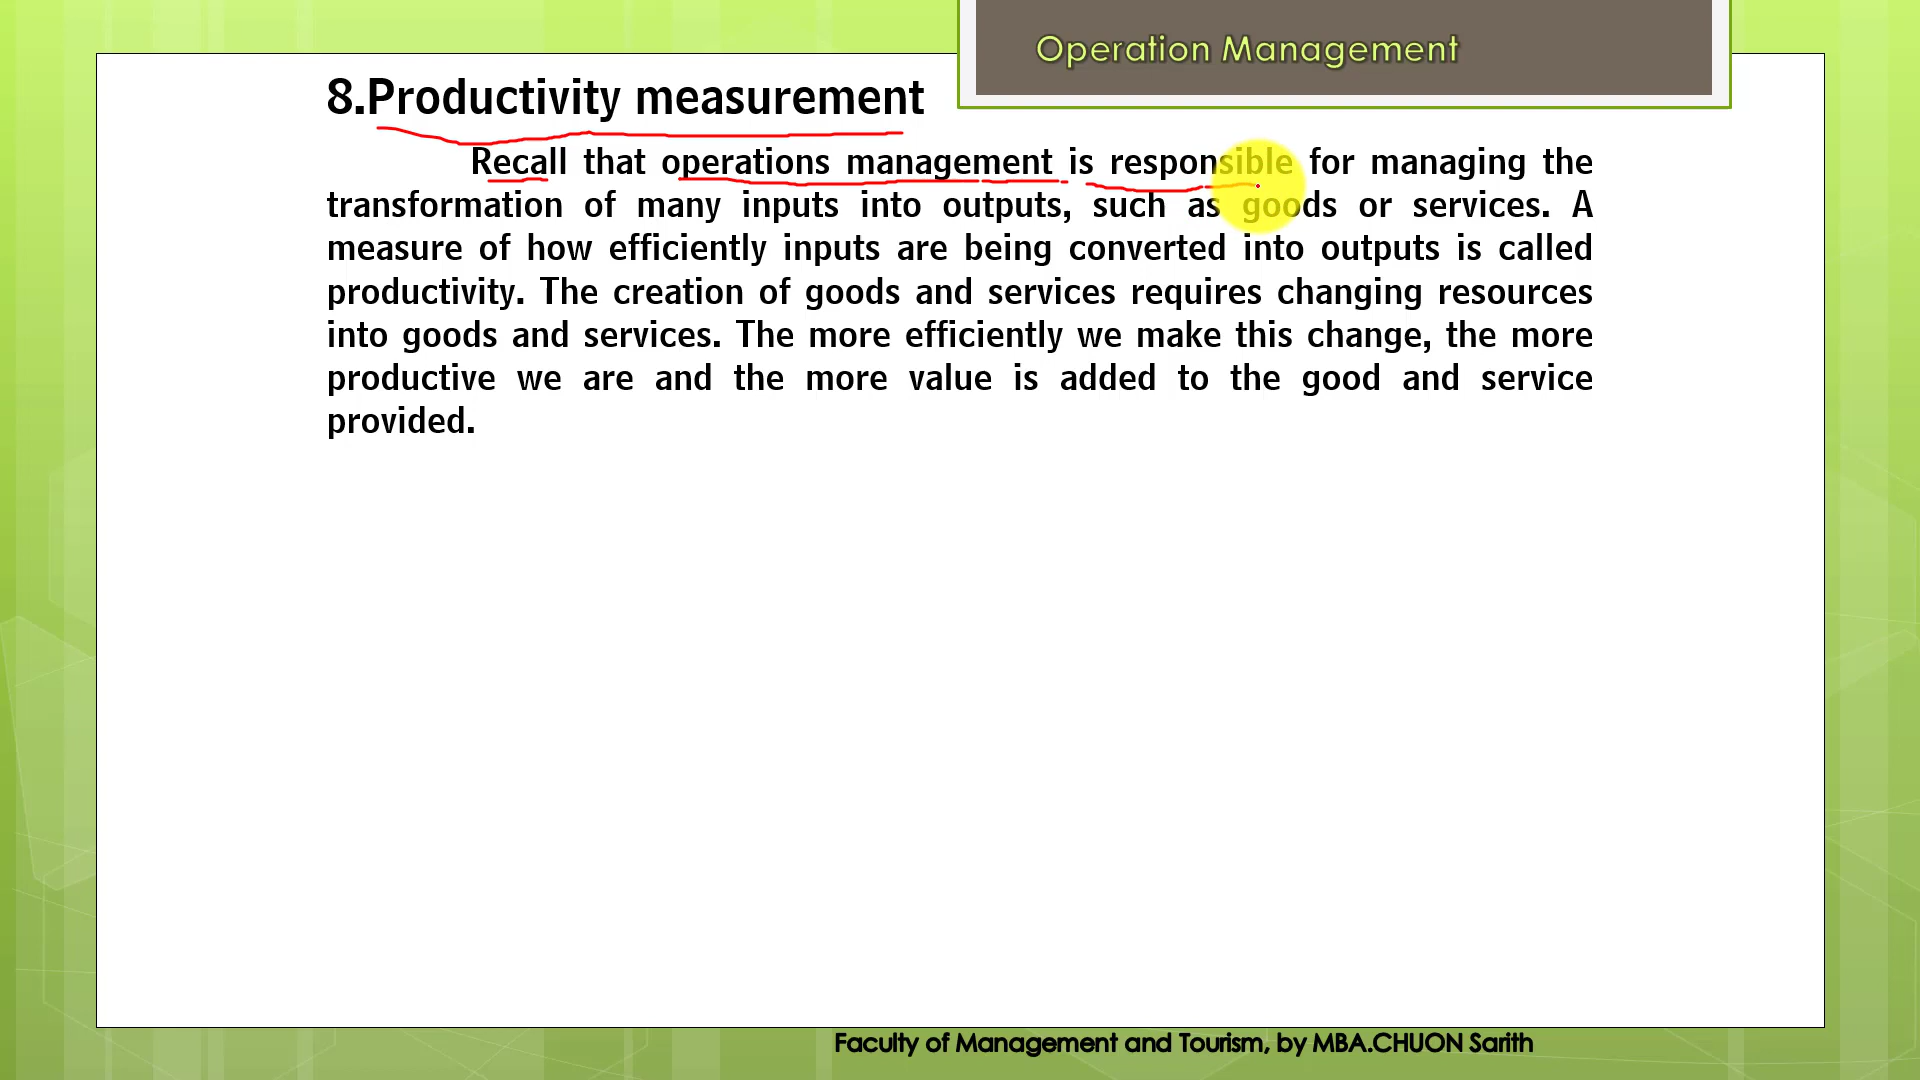 Operation Management
8.Productivity measurement
Recall that operations management is responsible for managing the
transformation of many inputs into outputs, such as goods or services. A
measure of how efficiently inputs are being converted into outputs is called
productivity. The creation of goods and services requires changing resources
into goods and services. The more efficiently we make this change, the more
productive we are and the more value is added to the good and service
provided.
Faculty of Management and Tourism, by MBA.CHUON Sarith